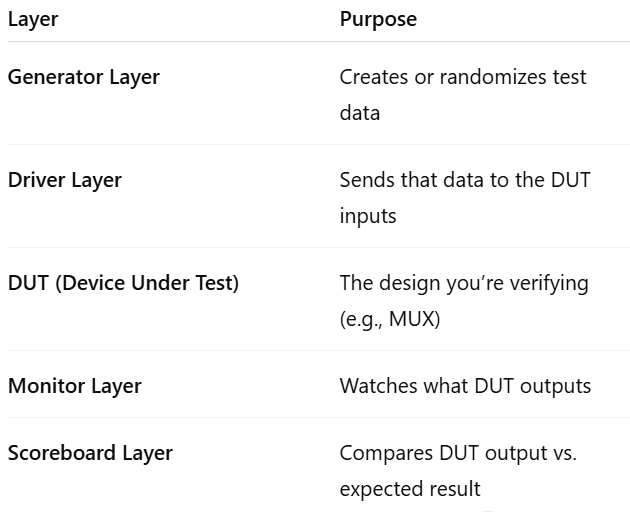 Layer Purpose
Generator Layer Creates or randomizes test
data
Driver Layer Sends that data to the DUT
inputs
DUT (Device Under Test) The design you’re verifying
(e.g., MUX)
Monitor Layer Watches what DUT outputs
Scoreboard Layer Compares DUT output vs.
expected result